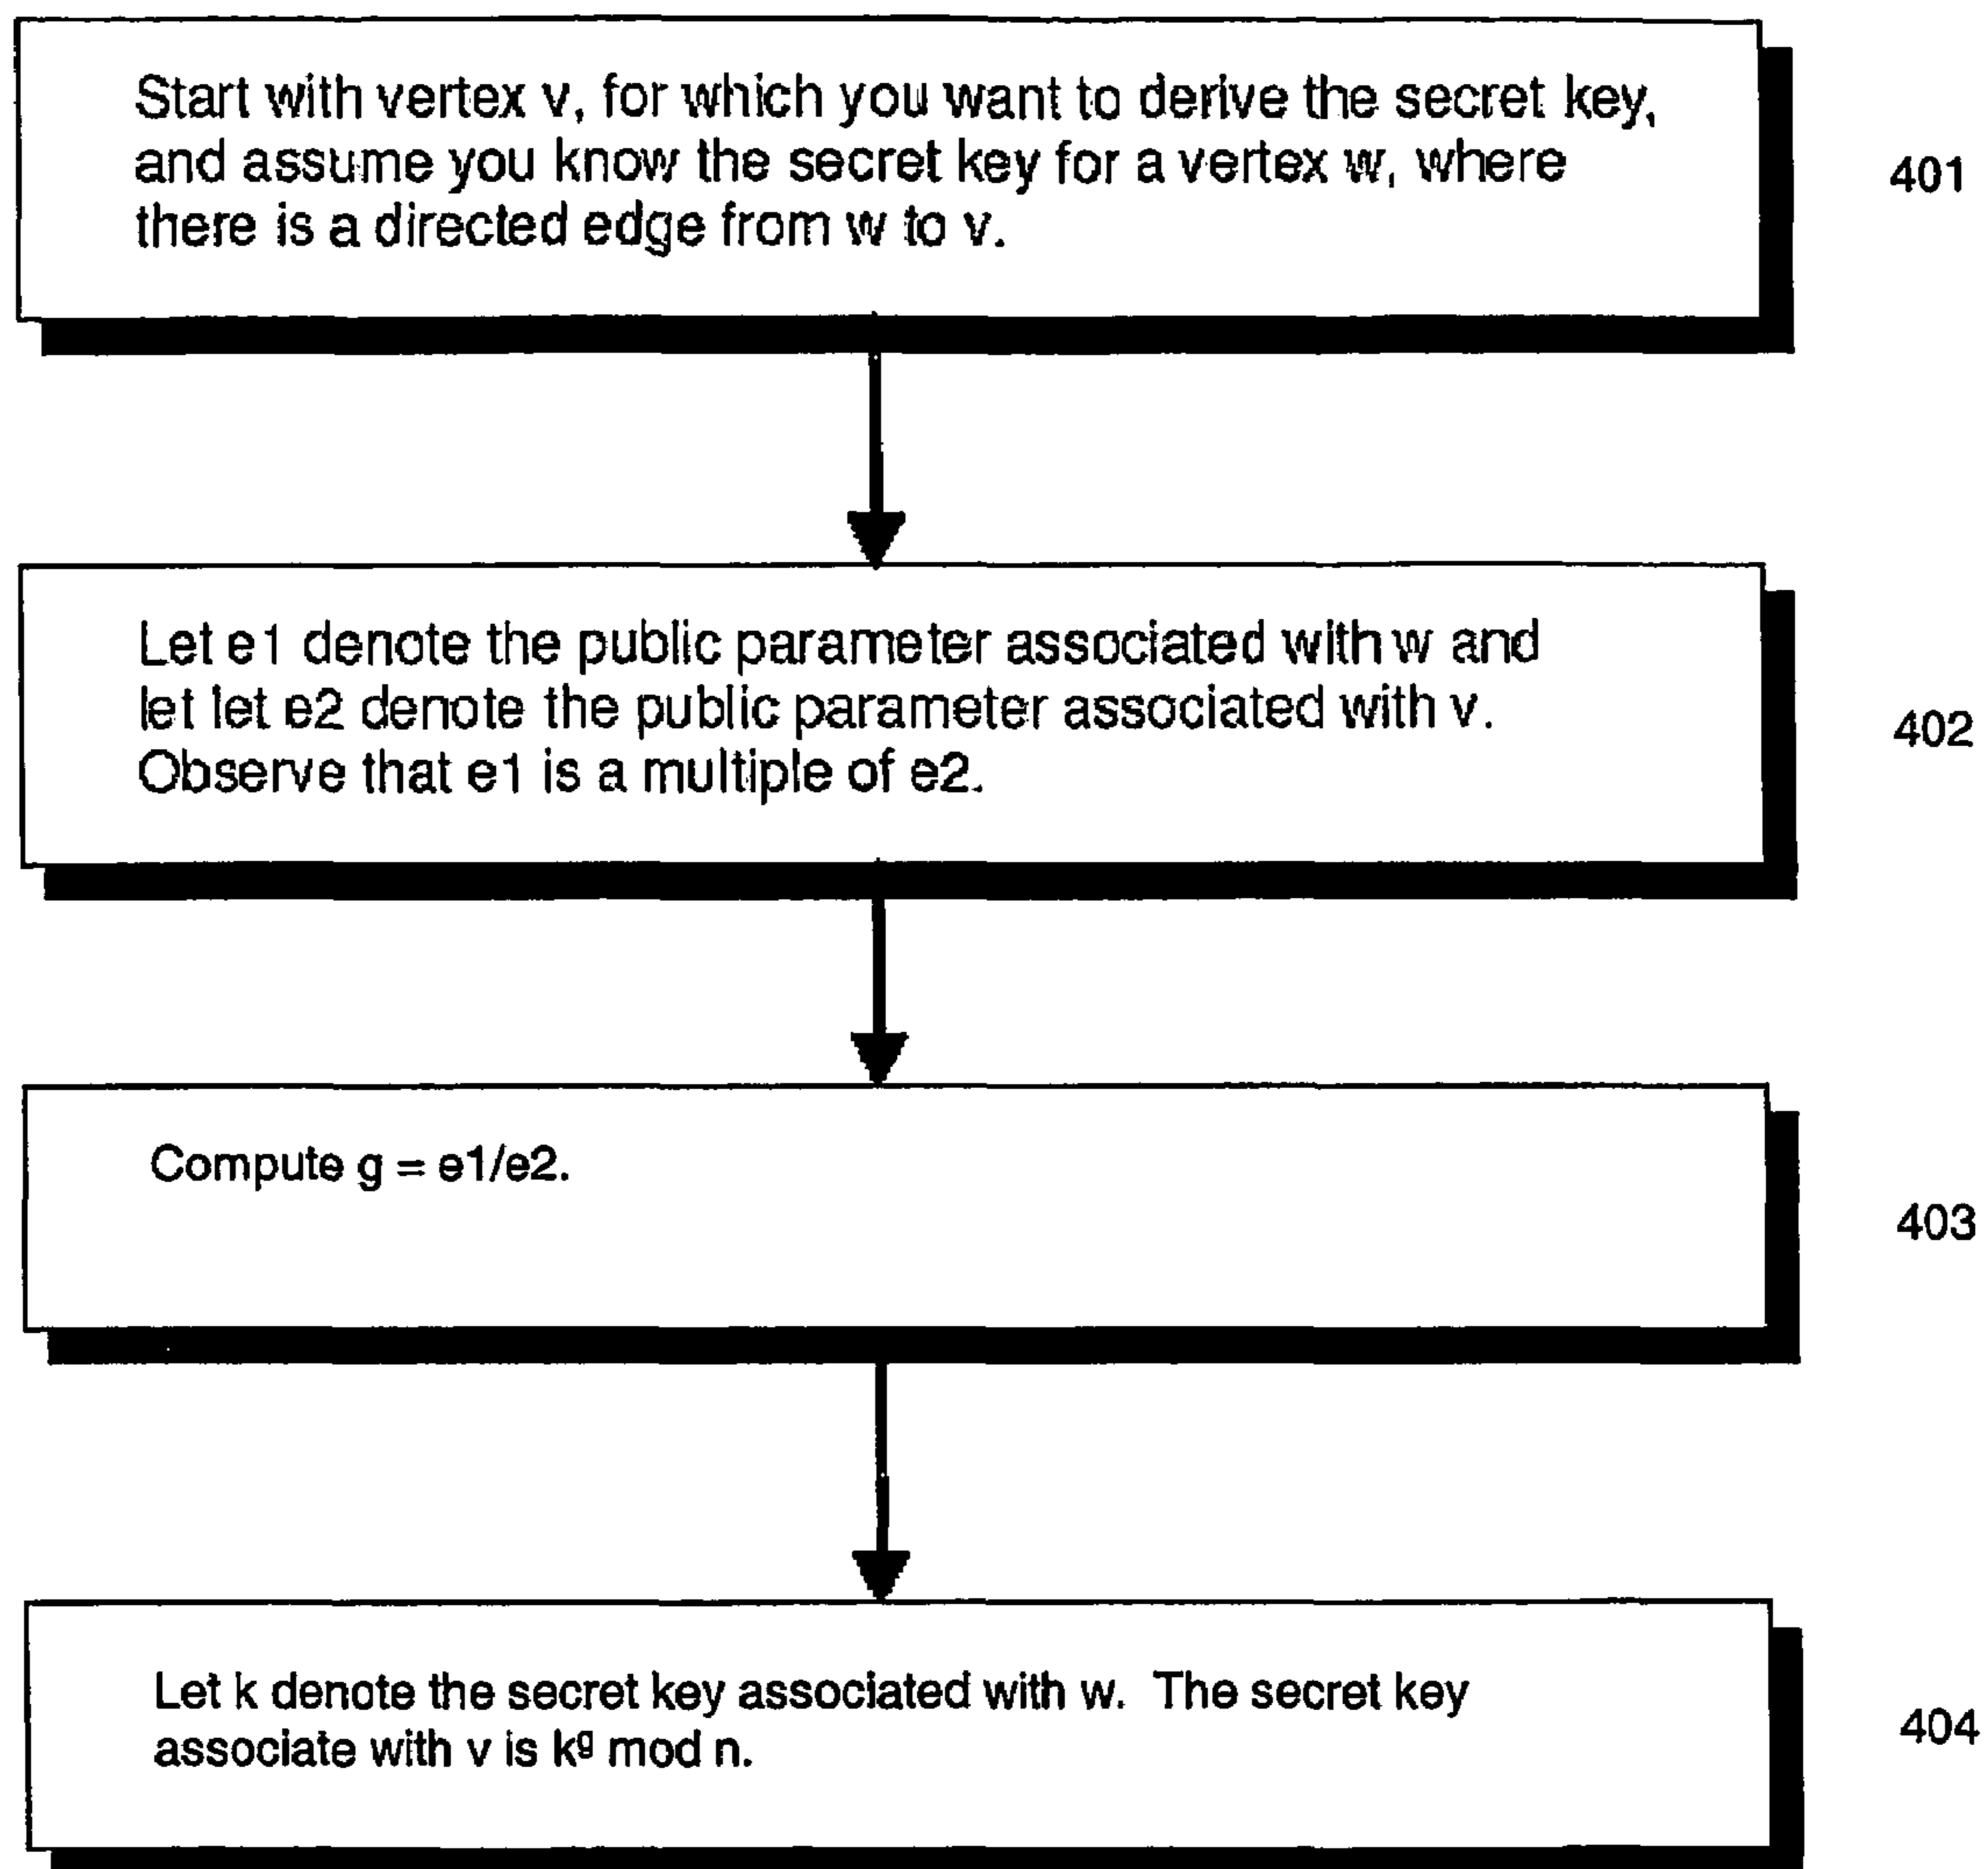 Start with vertex v, for which you want to derive the secret key,
and assume you know the secret key for a vertex w, where
there is a directed edge from w to v.
401
Let e1 denote the public parameter associated with w and
let let e2 denote the public parameter associated with v.
Observe that e1 is a multiple of e2.
402
Compute g = e1/e2.
403
Let k denote the secret key associated with w. The secret key
associate with v is kᵍ mod n.
404